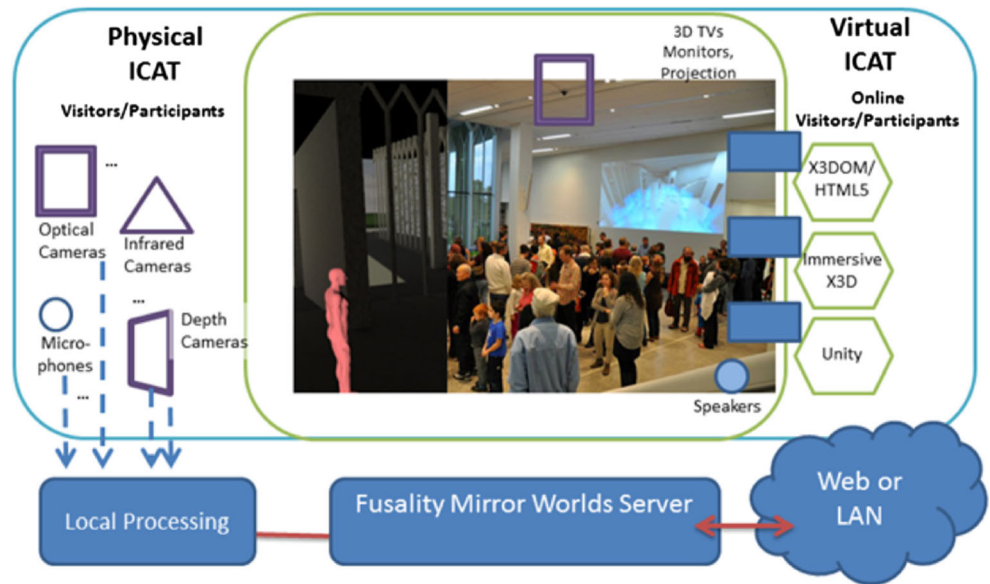 Physical
ICAT
Visitors/Participants
...
Optical
Cameras
Infrared
Cameras
...
Micro-
phones
Depth
Cameras
...
3D TVs
Monitors,
Projection
Speakers
Virtual
ICAT
Online
Visitors/Participants
X3DOM/
HTML5
Immersive
X3D
Unity
Local Processing
Fusality Mirror Worlds Server
Web or
LAN